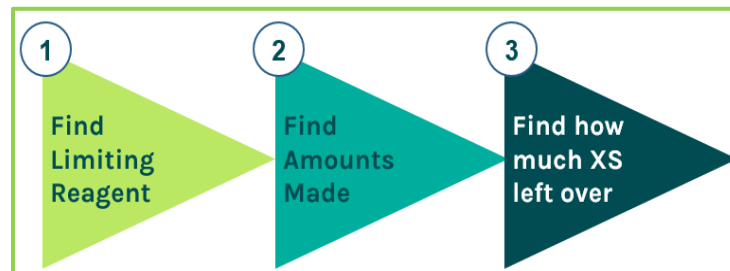 1
Find
Limiting
Reagent
2
Find
Amounts
Made
3
Find how
much XS
left over